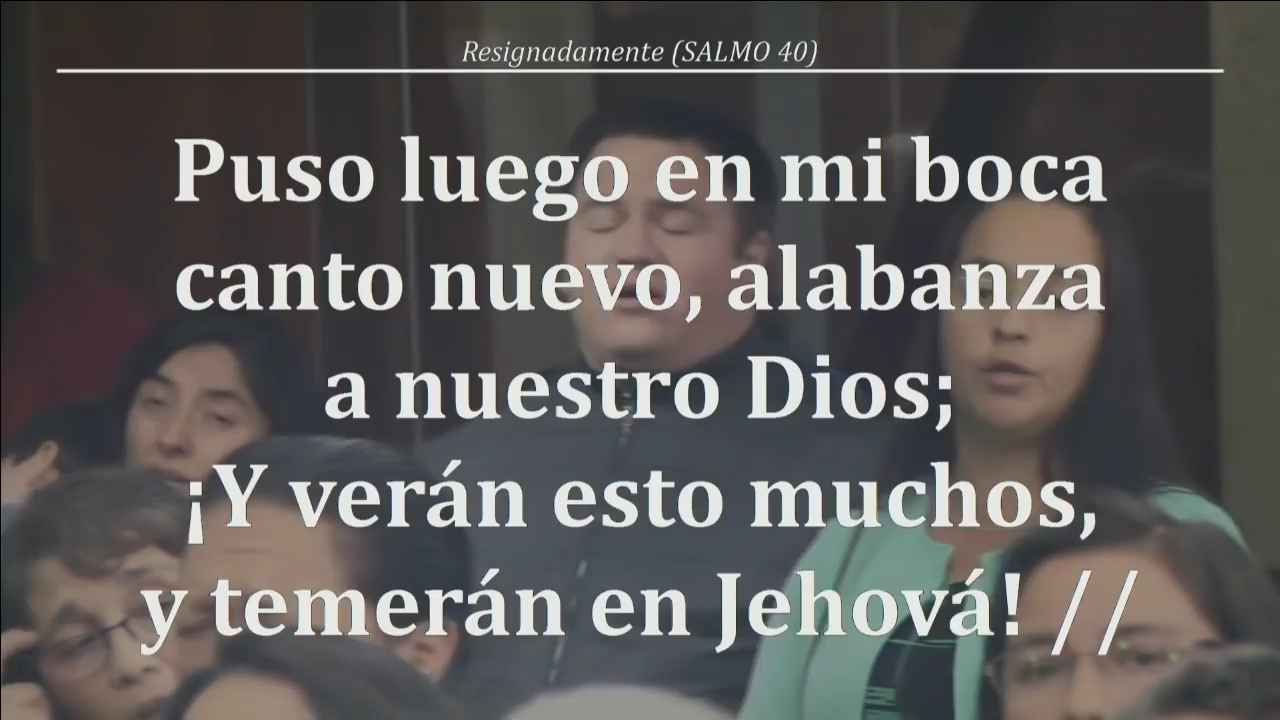 Resignadamente (SALMO 40)
Puso luego en mi boca
canto nuevo, alabanza
a nuestro Dios;
¡Y verán esto muchos,
y temerán en Jehová! //